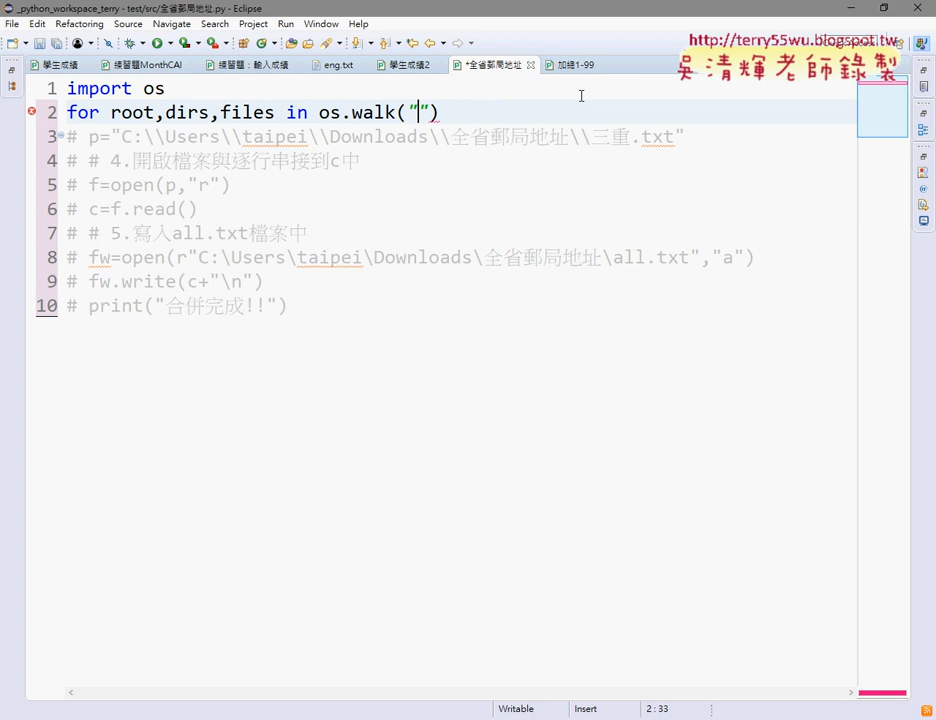 _python_workspace_terry - test/src/全省郵局地址.py - Eclipse
File Edit Refactoring Source Navigate Search Project Run Window Help
http://terry55wu.blogspot.tw
吳清輝老師錄製
學生成績 練習題MonthCAI 練習題：輸入成績 eng.txt 學生成績2 *全省郵局地址 加總1-99
1 import os
2 for root,dirs,files in os.walk("")
3 # p="C:\\Users\\taipei\\Downloads\\全省郵局地址\\三重.txt"
4 # # 4.開啟檔案與逐行串接到c中
5 # f=open(p,"r")
6 # c=f.read()
7 # # 5.寫入all.txt檔案中
8 # fw=open(r"C:\Users\taipei\Downloads\全省郵局地址\all.txt","a")
9 # fw.write(c+"\n")
10 # print("合併完成!!")
Writable Insert 2 : 33